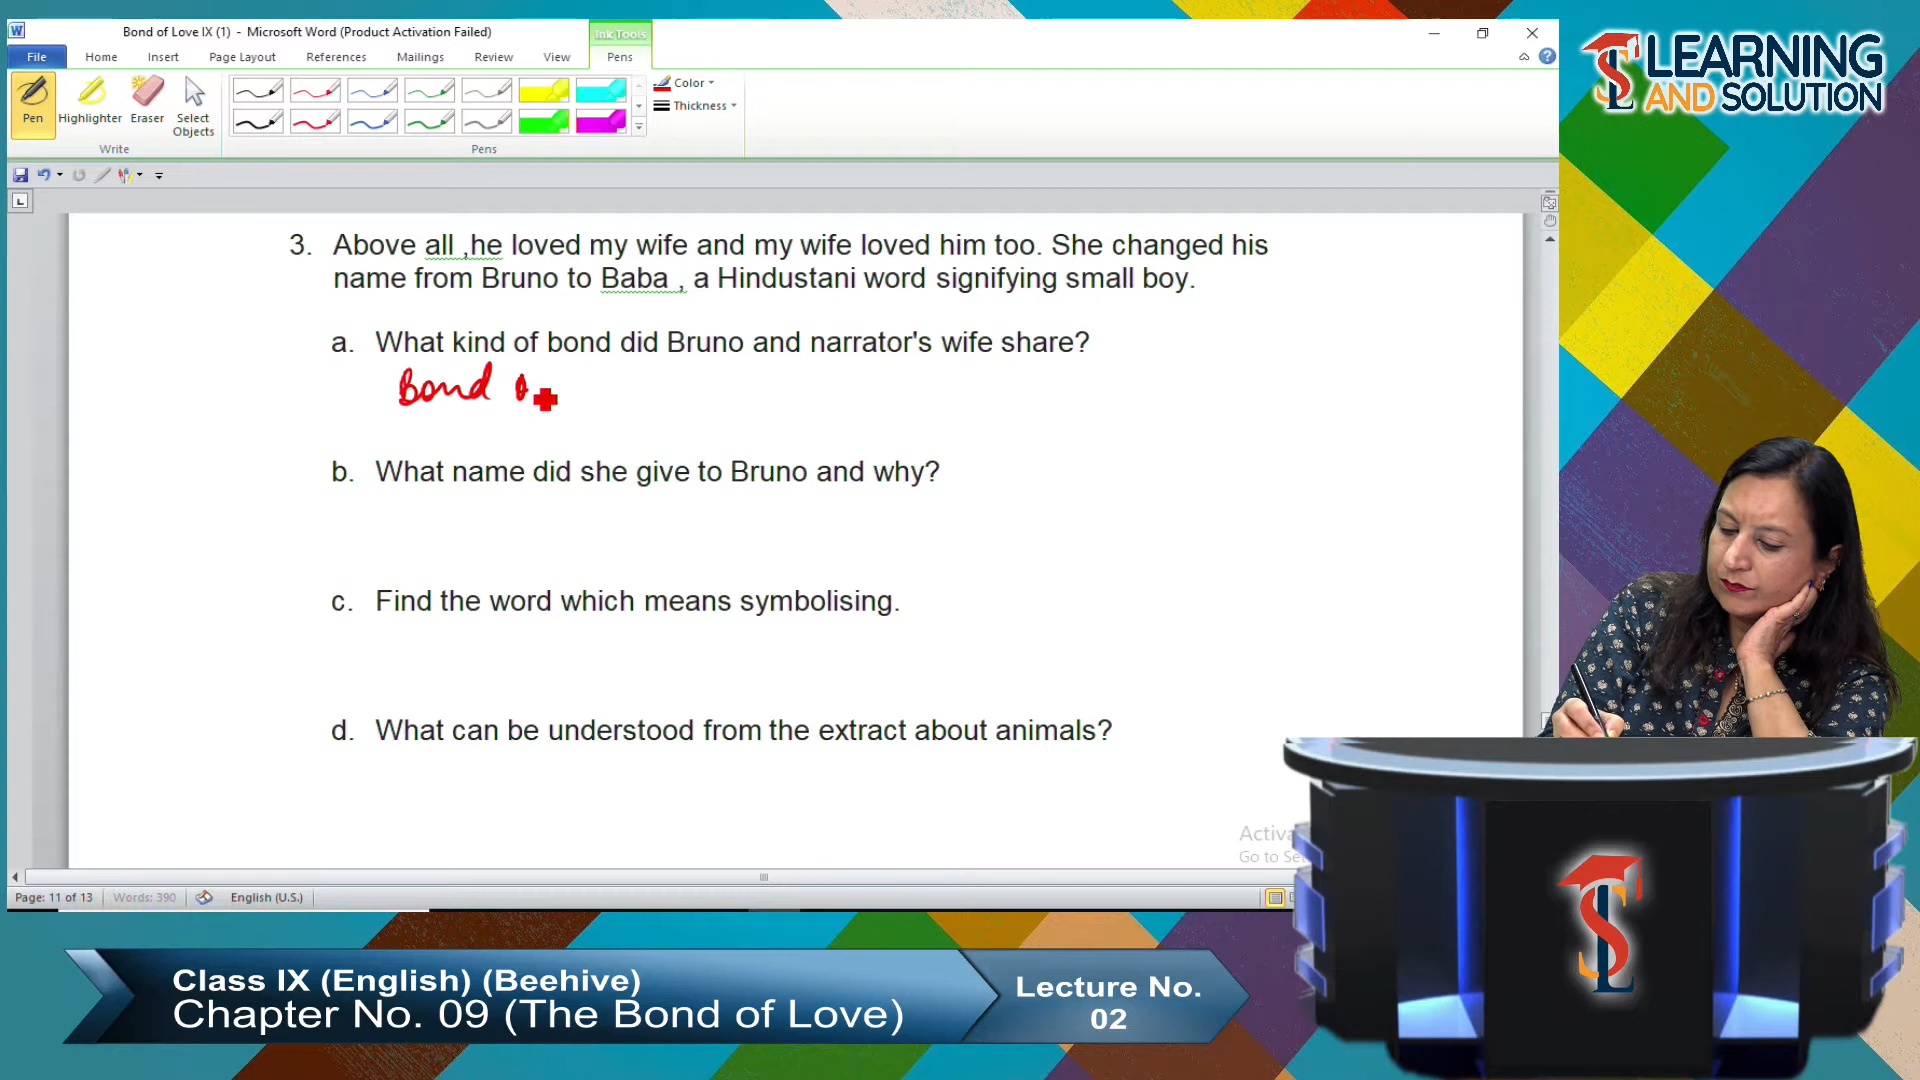 Bond of Love IX (1) - Microsoft Word (Product Activation Failed)
Ink Tools
File
Home
Insert
Page Layout
References
Mailings
Review
View
Pens
Pen
Highlighter
Eraser
Select
Objects
Color
Thickness
Write
Pens
LEARNING
AND SOLUTION
3. Above all ,he loved my wife and my wife loved him too. She changed his
name from Bruno to Baba , a Hindustani word signifying small boy.
a. What kind of bond did Bruno and narrator's wife share?
Bond
b. What name did she give to Bruno and why?
c. Find the word which means symbolising.
d. What can be understood from the extract about animals?
Activa
Go to Se
Page: 11 of 13
Words: 390
English (U.S.)
Class IX (English) (Beehive)
Chapter No. 09 (The Bond of Love)
Lecture No.
02